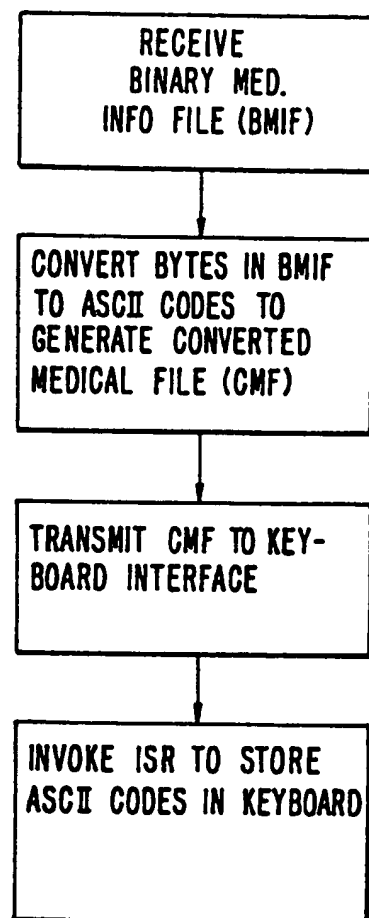 RECEIVE
BINARY MED.
INFO FILE (BMIF)
CONVERT BYTES IN BMIF
TO ASCII CODES TO
GENERATE CONVERTED
MEDICAL FILE (CMF)
TRANSMIT CMF TO KEY-
BOARD INTERFACE
INVOKE ISR TO STORE
ASCII CODES IN KEYBOARD